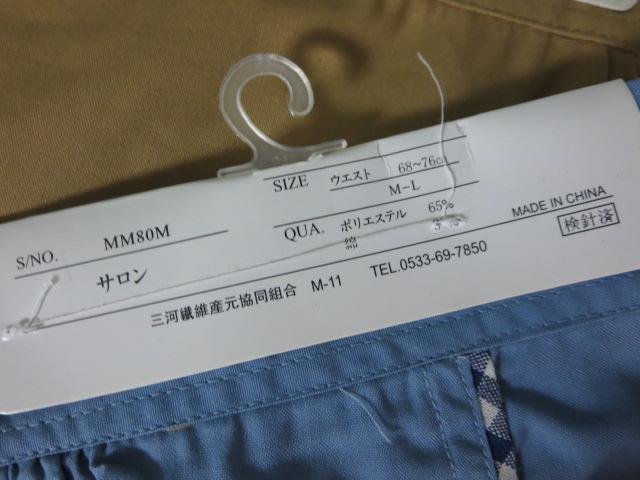 S/NO. MM80M
サロン
SIZE ウエスト 68~76cm
M-L
QUA. ポリエステル 65%
綿
MADE IN CHINA
検針済
三河繊維産元協同組合 M-11 TEL.0533-69-7850